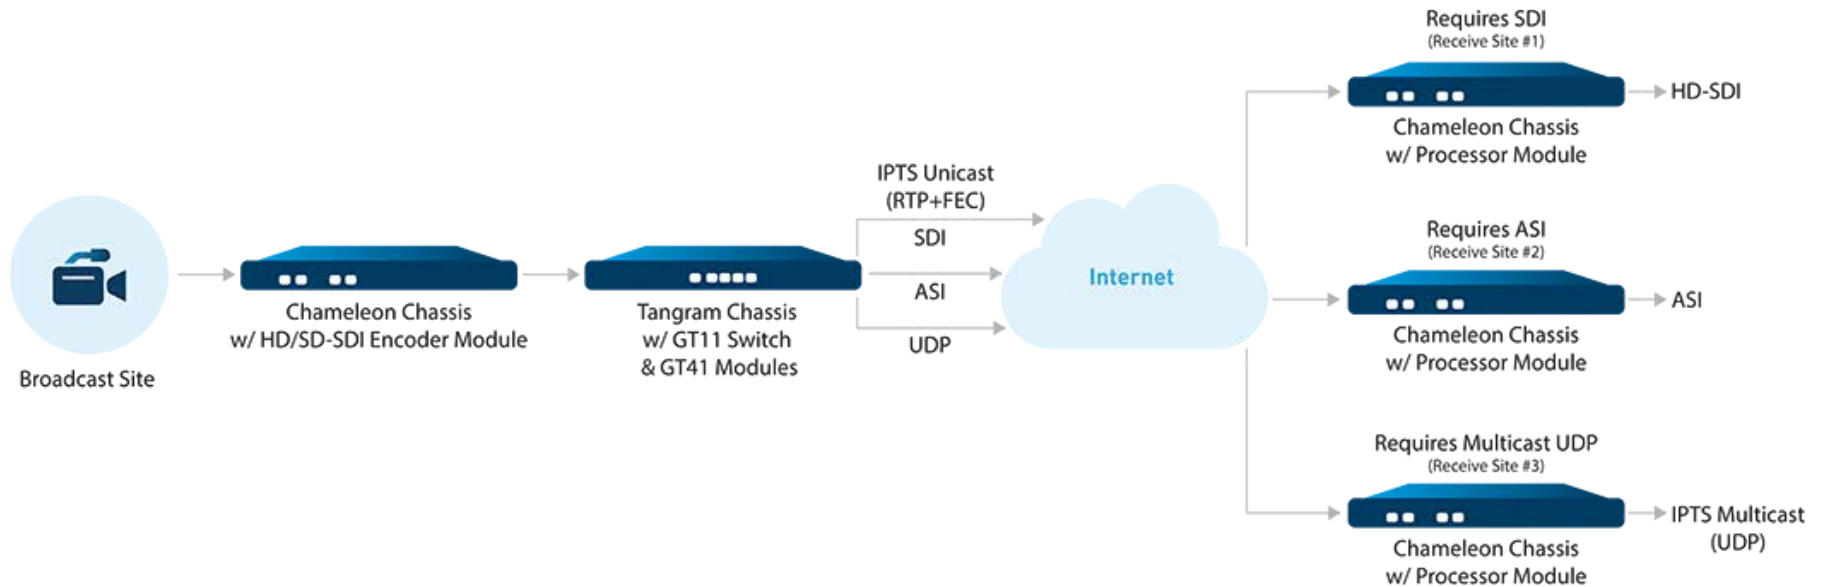 Broadcast Site
Chameleon Chassis
w/ HD/SD-SDI Encoder Module
Tangram Chassis
w/ GT11 Switch
& GT41 Modules
IPTS Unicast
(RTP+FEC)
SDI
ASI
UDP
Internet
Requires SDI
(Receive Site #1)
HD-SDI
Chameleon Chassis
w/ Processor Module
Requires ASI
(Receive Site #2)
ASI
Chameleon Chassis
w/ Processor Module
Requires Multicast UDP
(Receive Site #3)
IPTS Multicast
(UDP)
Chameleon Chassis
w/ Processor Module